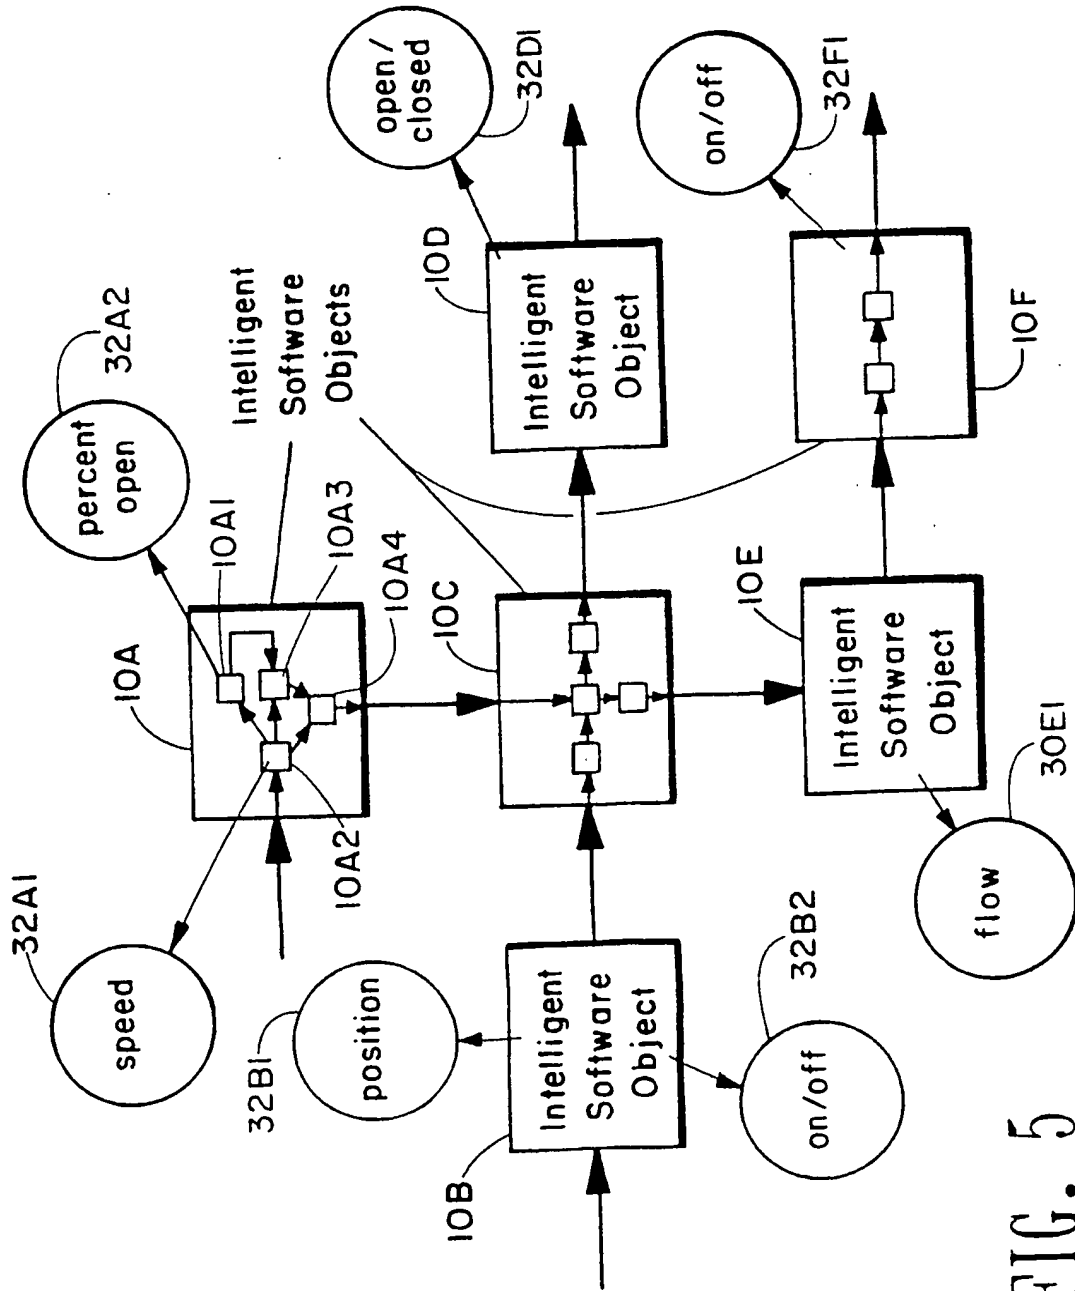 32A1
speed
10A
32A2
percent
open
10A1
10A3
10A4
10A2
Intelligent
Software
Objects
open/
closed
32D1
32B1
position
10B
Intelligent
Software
Object
on/off
32B2
10C
10D
Intelligent
Software
Object
10E
Intelligent
Software
Object
flow
30E1
10F
on/off
32F1
FIG. 5